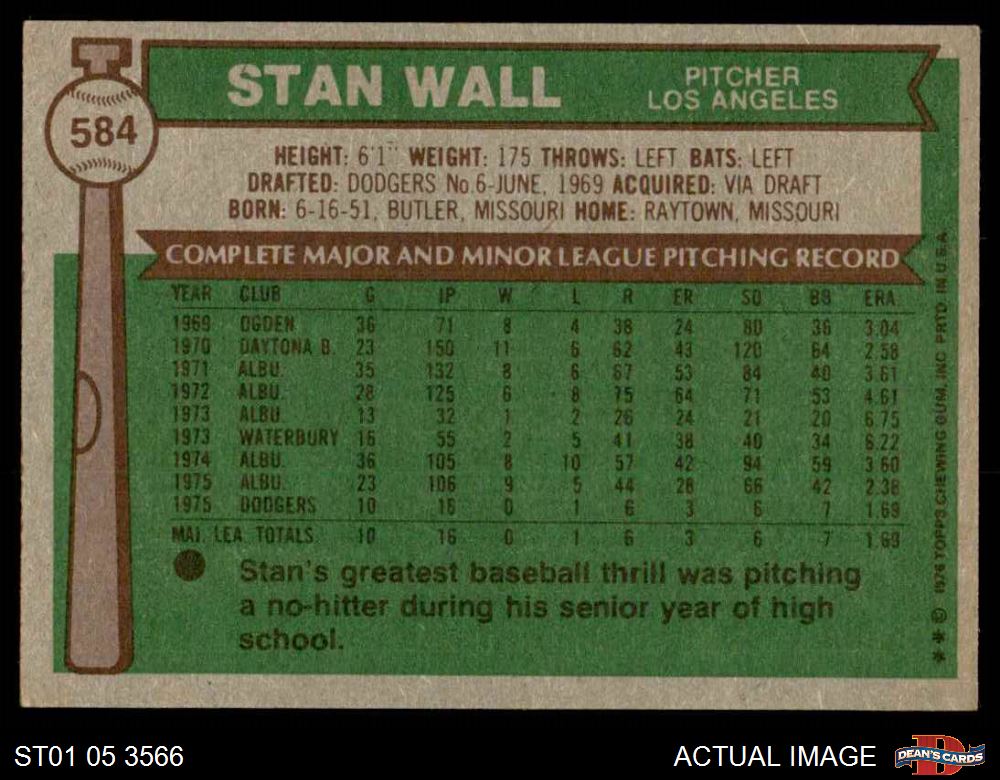 584
STAN WALL
PITCHER
LOS ANGELES
HEIGHT: 6'1" WEIGHT: 175 THROWS: LEFT BATS: LEFT
DRAFTED: DODGERS No.6-JUNE, 1969 ACQUIRED: VIA DRAFT
BORN: 6-16-51, BUTLER, MISSOURI HOME: RAYTOWN, MISSOURI
COMPLETE MAJOR AND MINOR LEAGUE PITCHING RECORD
YEAR CLUB G IP W L R ER SO BB ERA
1969 OGDEN 36 71 8 4 38 24 80 36 3.04
1970 DAYTONA B. 23 150 11 6 62 43 120 64 2.58
1971 ALBU. 35 132 8 6 67 53 84 40 3.61
1972 ALBU. 28 125 6 8 75 64 71 53 4.61
1973 ALBU. 13 32 1 2 26 24 21 20 6.75
1973 WATERBURY 16 55 2 5 41 38 40 34 6.22
1974 ALBU. 36 105 8 10 57 42 94 59 3.60
1975 ALBU. 23 106 9 5 44 28 66 42 2.38
1975 DODGERS 10 16 0 1 6 3 6 7 1.69
MAJ. LEA. TOTALS 10 16 0 1 6 3 6 7 1.69
Stan's greatest baseball thrill was pitching
a no-hitter during his senior year of high
school.
** © 1976 TOPPS CHEWING GUM, INC. PRTD. IN U.S.A.
ST01 05 3566
ACTUAL IMAGE
D
DEAN'S CARDS